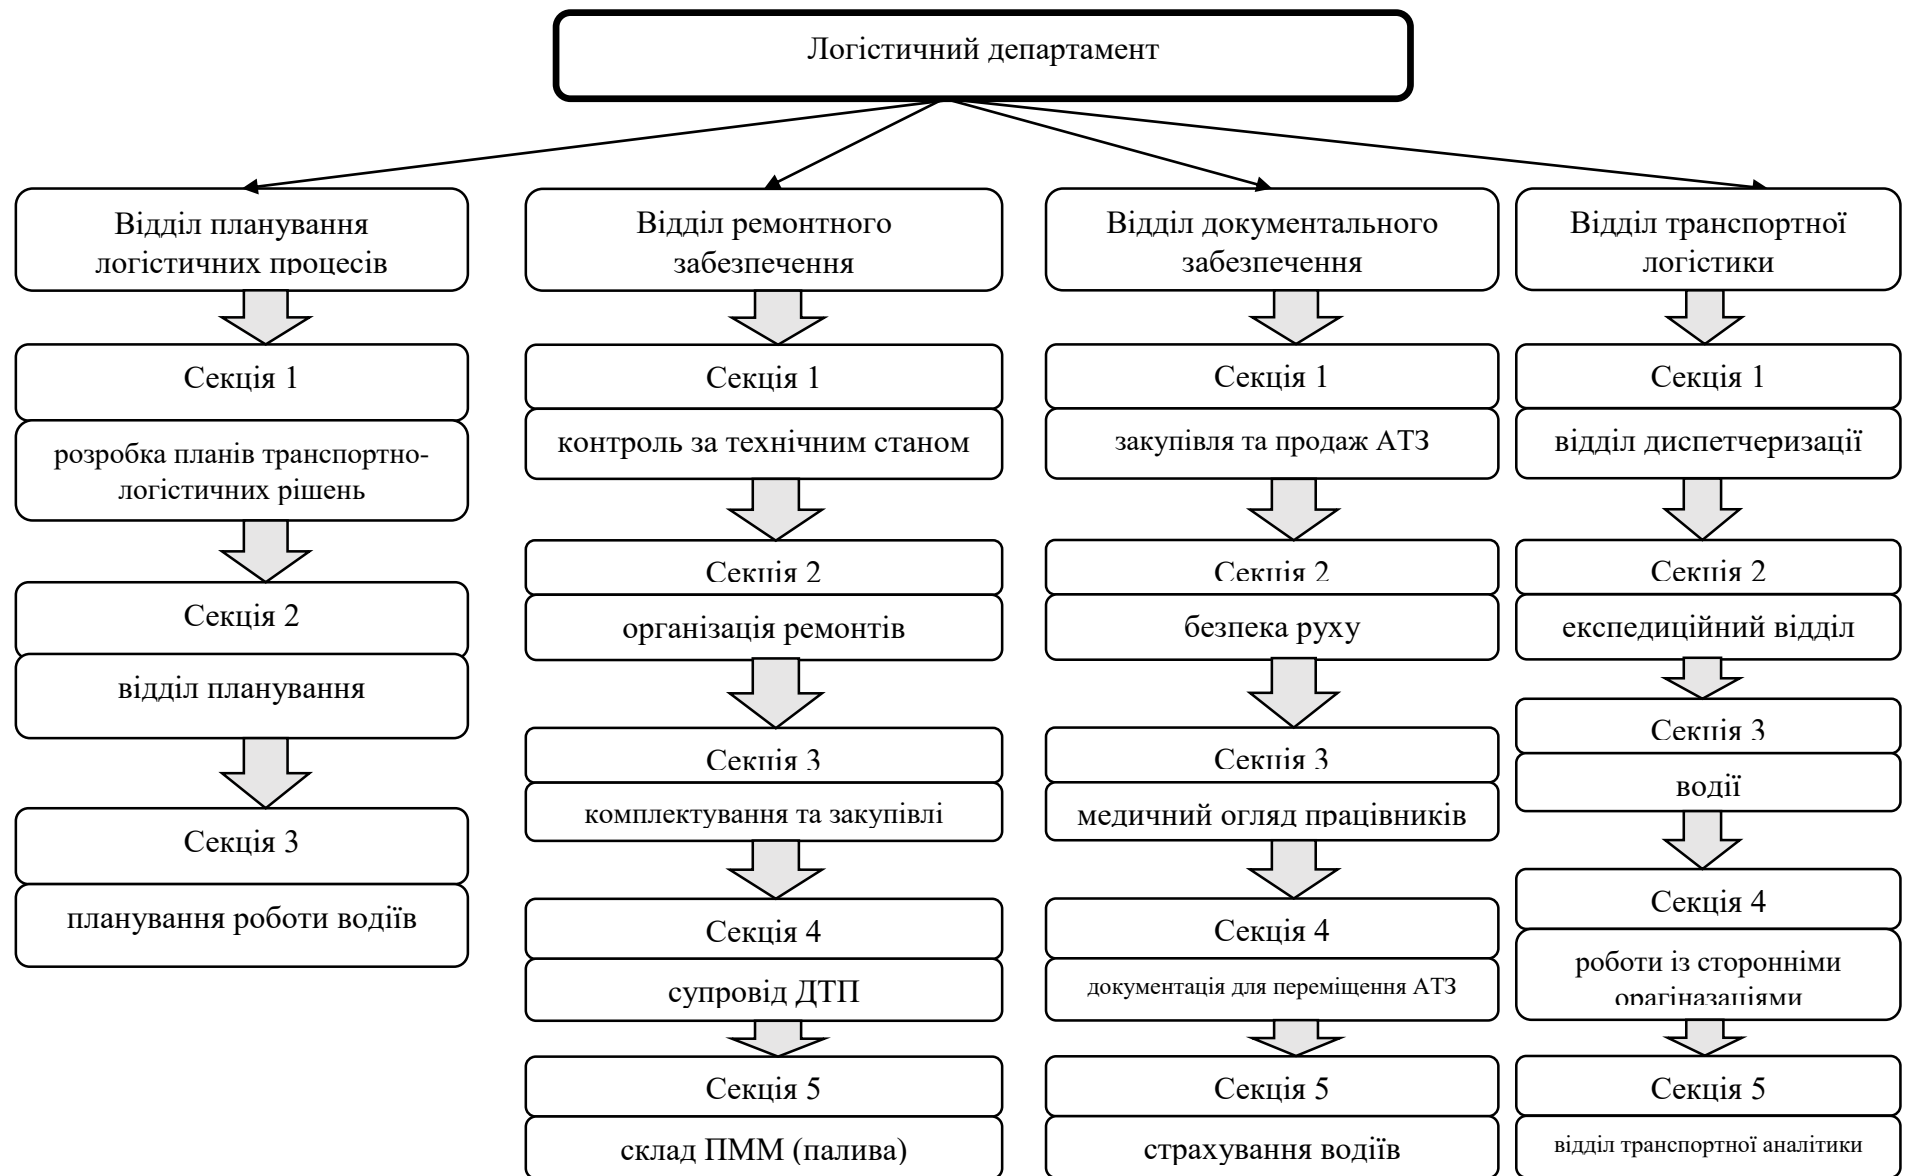 Логістичний департамент
Відділ планування
логістичних процесів
Секція 1
розробка планів транспортно-
логістичних рішень
Секція 2
відділ планування
Секція 3
планування роботи водіїв
Відділ ремонтного
забезпечення
Секція 1
контроль за технічним станом
Секція 2
організація ремонтів
Секція 3
комплектування та закупівлі
Секція 4
супровід ДТП
Секція 5
склад ПММ (палива)
Відділ документального
забезпечення
Секція 1
закупівля та продаж АТЗ
Секція 2
безпека руху
Секція 3
медичний огляд працівників
Секція 4
документація для переміщення АТЗ
Секція 5
страхування водіїв
Відділ транспортної
логістики
Секція 1
відділ диспетчеризації
Секція 2
експедиційний відділ
Секція 3
водії
Секція 4
роботи із сторонніми
орагіназаціями
Секція 5
відділ транспортної аналітики